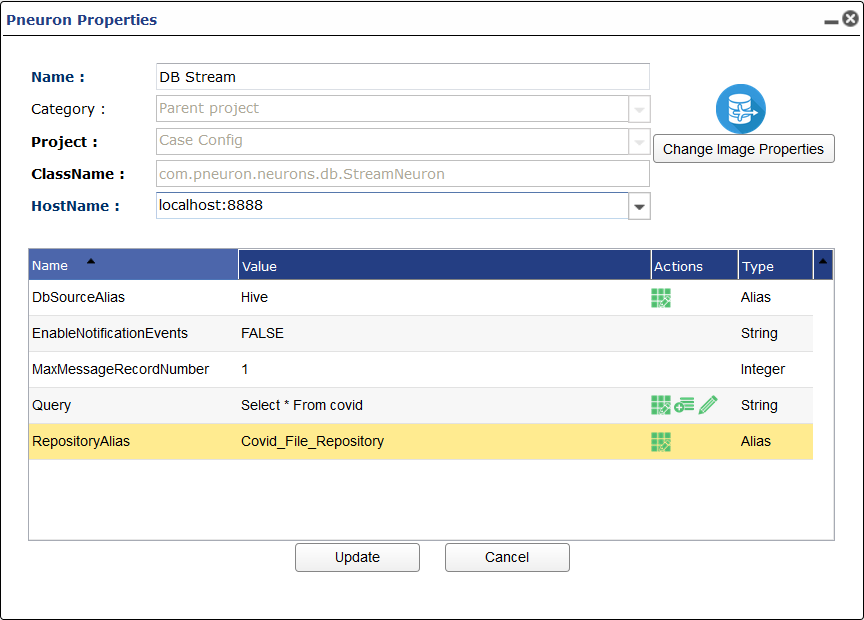 Pneuron Properties
Name : DB Stream
Category : Parent project
Project : Case Config
Change Image Properties
ClassName : com.pneuron.neurons.db.StreamNeuron
HostName : localhost:8888
Name Value Actions Type
DbSourceAlias Hive Alias
EnableNotificationEvents FALSE String
MaxMessageRecordNumber 1 Integer
Query Select * From covid String
RepositoryAlias Covid_File_Repository Alias
Update Cancel